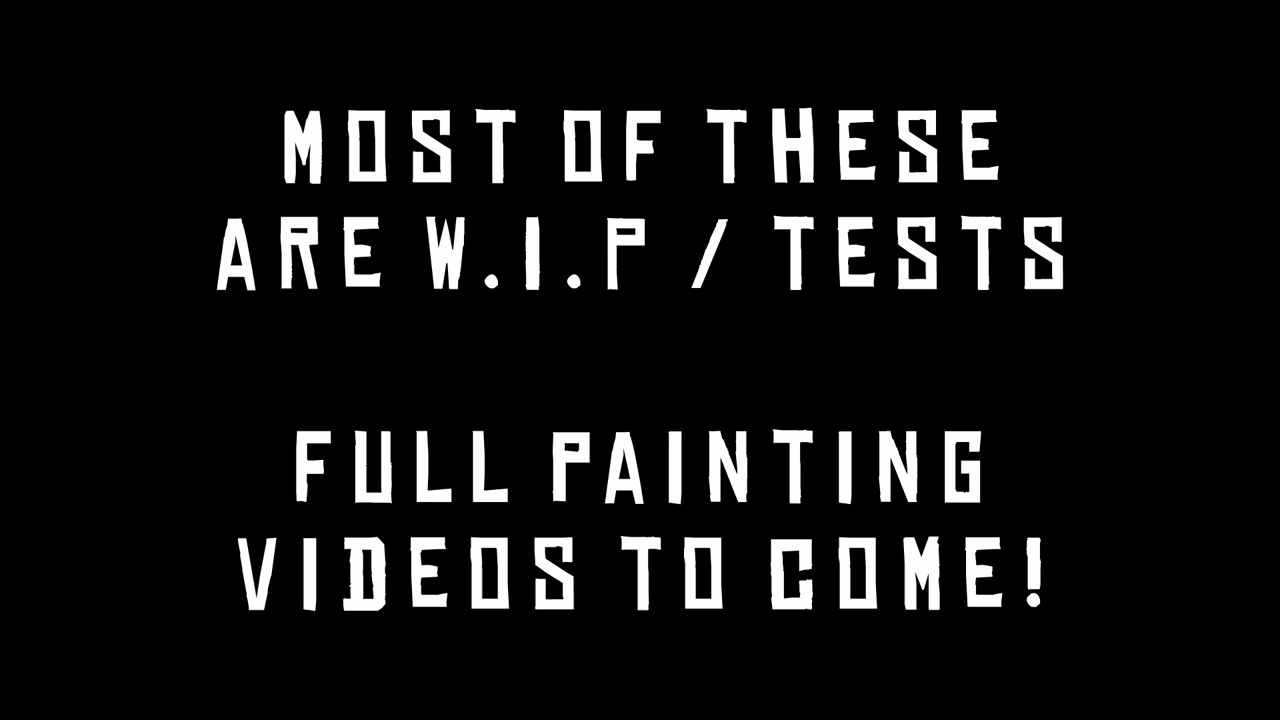 MOST OF THESE
ARE W.I.P / TESTS
FULL PAINTING
VIDEOS TO COME!